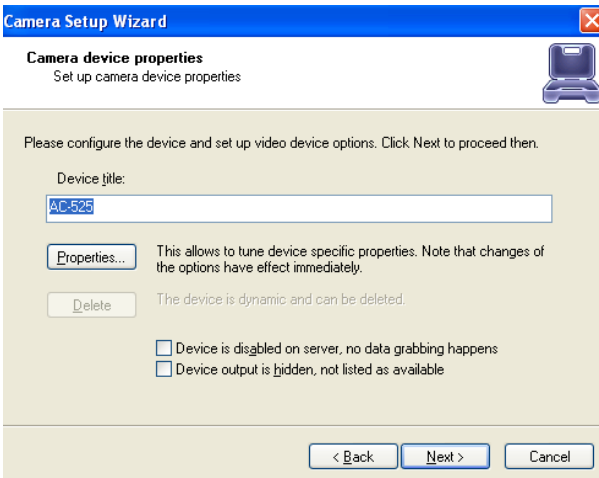 Camera Setup Wizard
Camera device properties
Set up camera device properties
Please configure the device and set up video device options. Click Next to proceed then.
Device title:
AC-525
Properties...
This allows to tune device specific properties. Note that changes of
the options have effect immediately.
Delete
The device is dynamic and can be deleted.
Device is disabled on server, no data grabbing happens
Device output is hidden, not listed as available
< Back
Next >
Cancel